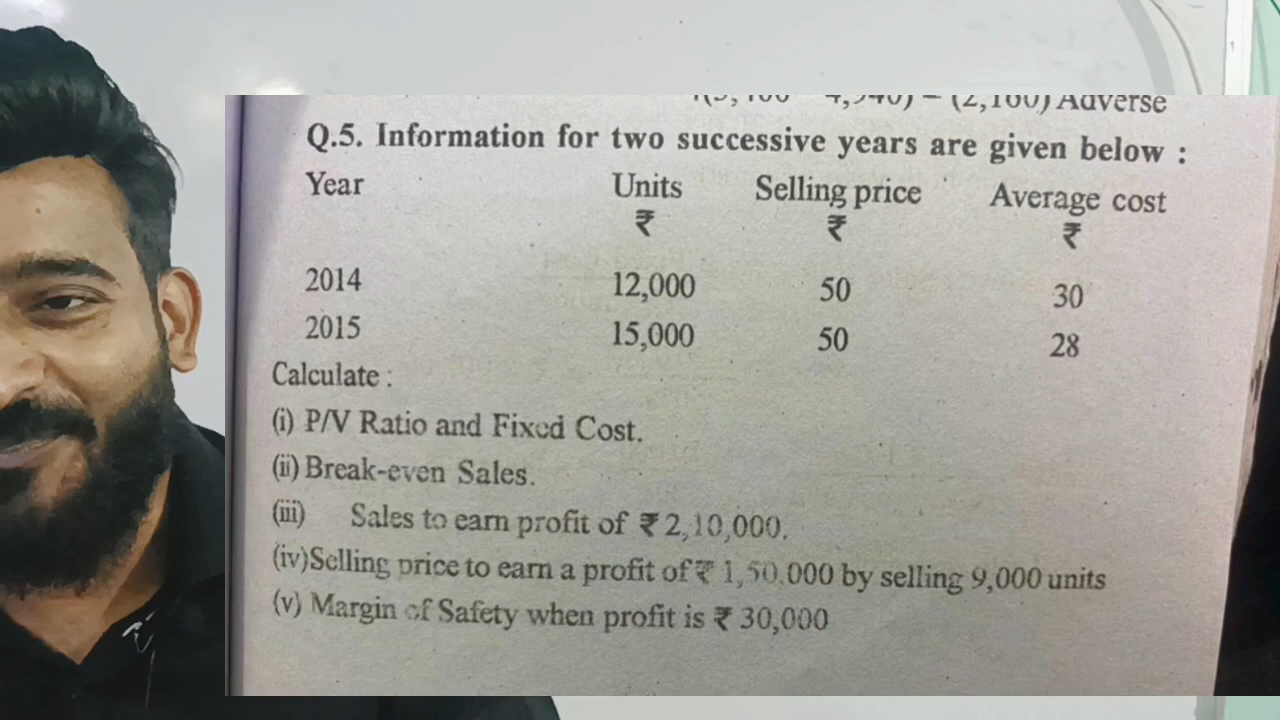 4,940) = (2,160) Adverse
Q.5. Information for two successive years are given below :
Year Units Selling price Average cost
₹ ₹ ₹
2014 12,000 50 30
2015 15,000 50 28
Calculate :
(i) P/V Ratio and Fixed Cost.
(ii) Break-even Sales.
(iii) Sales to earn profit of ₹ 2,10,000.
(iv)Selling price to earn a profit of ₹ 1,50,000 by selling 9,000 units
(v) Margin of Safety when profit is ₹ 30,000